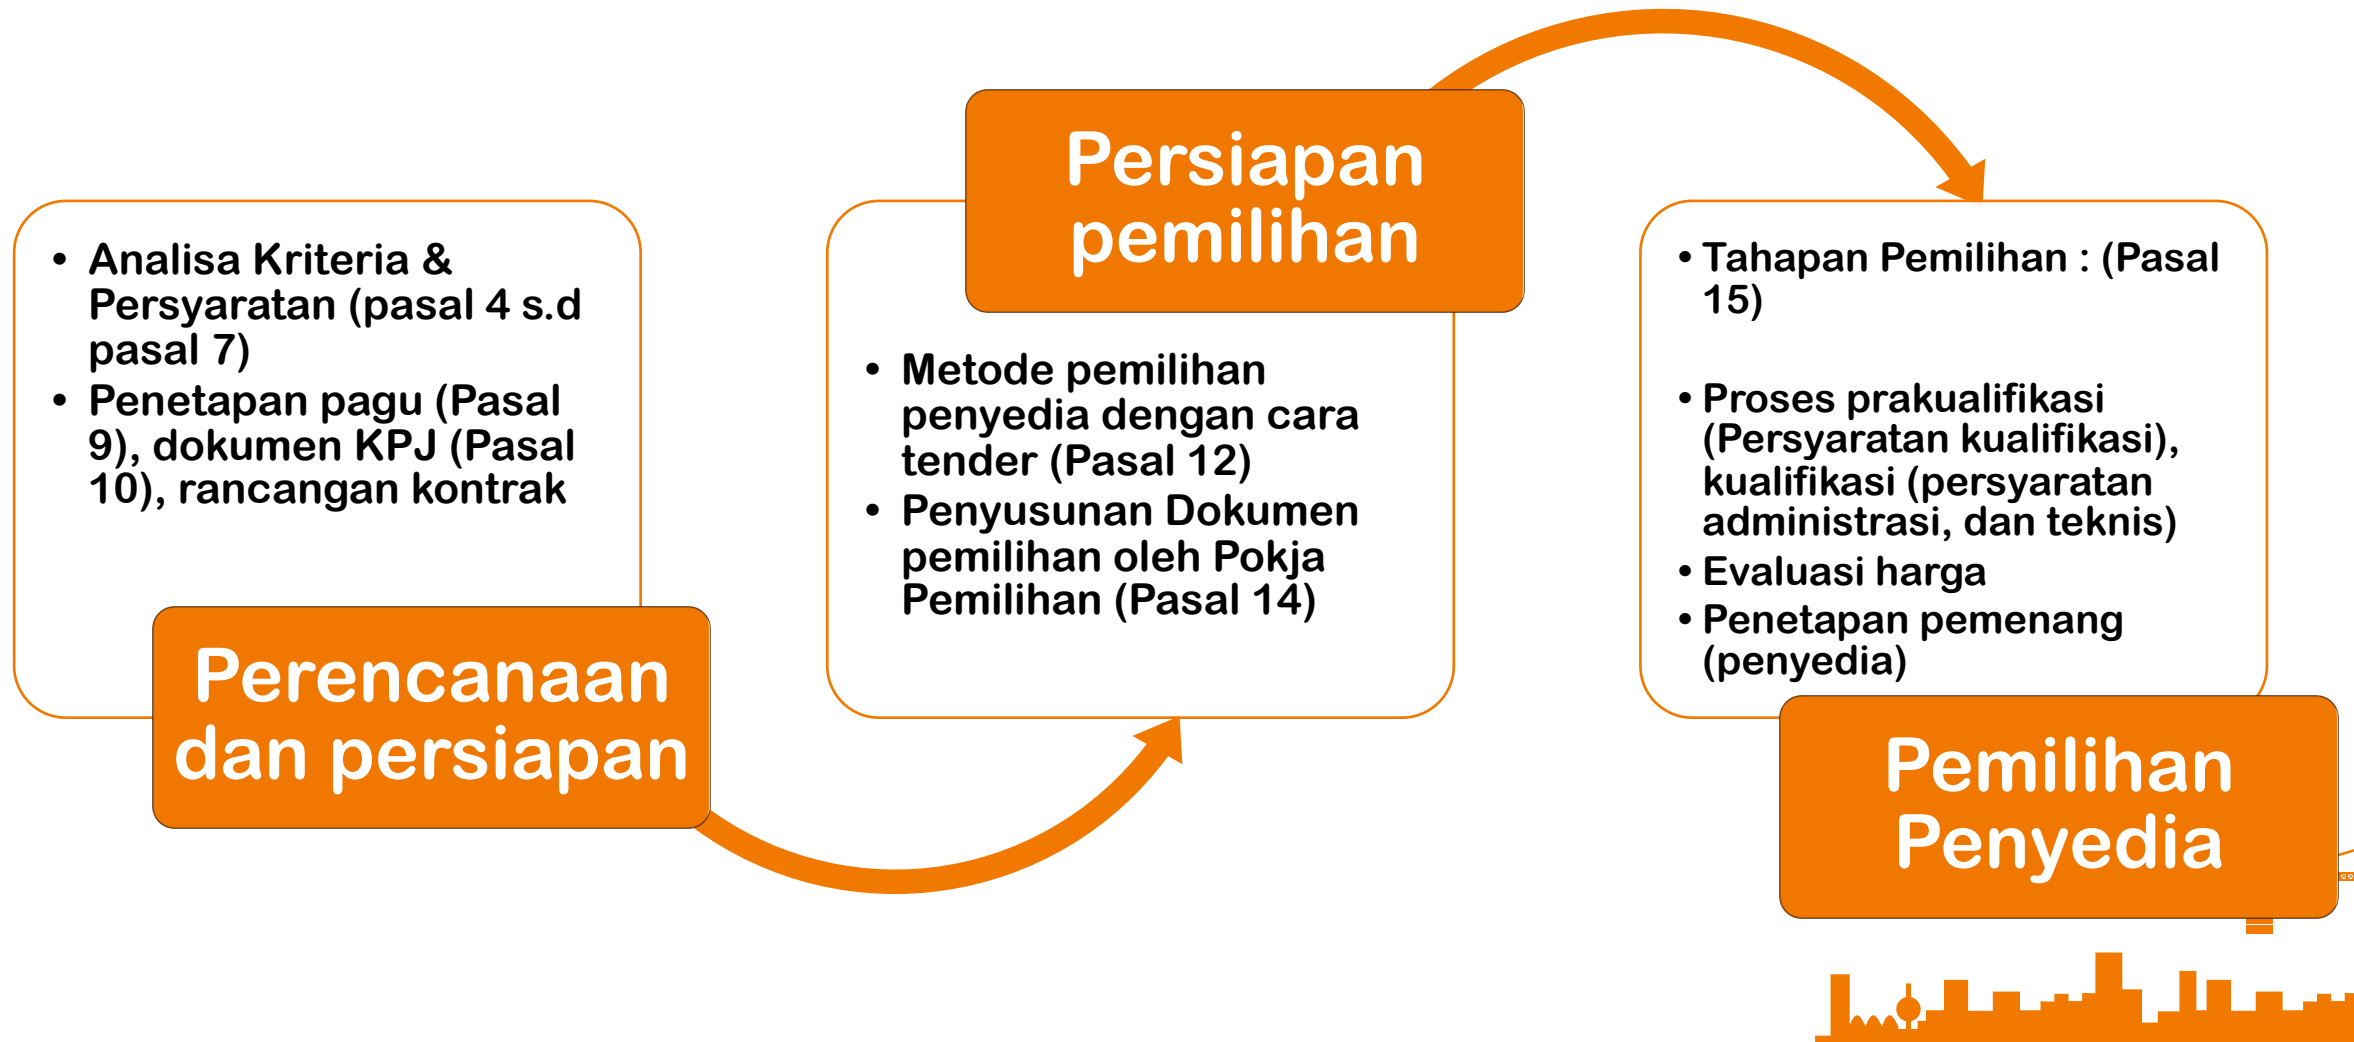 • Analisa Kriteria &
Persyaratan (pasal 4 s.d
pasal 7)
• Penetapan pagu (Pasal
9), dokumen KPJ (Pasal
10), rancangan kontrak
Perencanaan
dan persiapan
Persiapan
pemilihan
• Metode pemilihan
penyedia dengan cara
tender (Pasal 12)
• Penyusunan Dokumen
pemilihan oleh Pokja
Pemilihan (Pasal 14)
• Tahapan Pemilihan : (Pasal
15)
• Proses prakualifikasi
(Persyaratan kualifikasi),
kualifikasi (persyaratan
administrasi, dan teknis)
• Evaluasi harga
• Penetapan pemenang
(penyedia)
Pemilihan
Penyedia